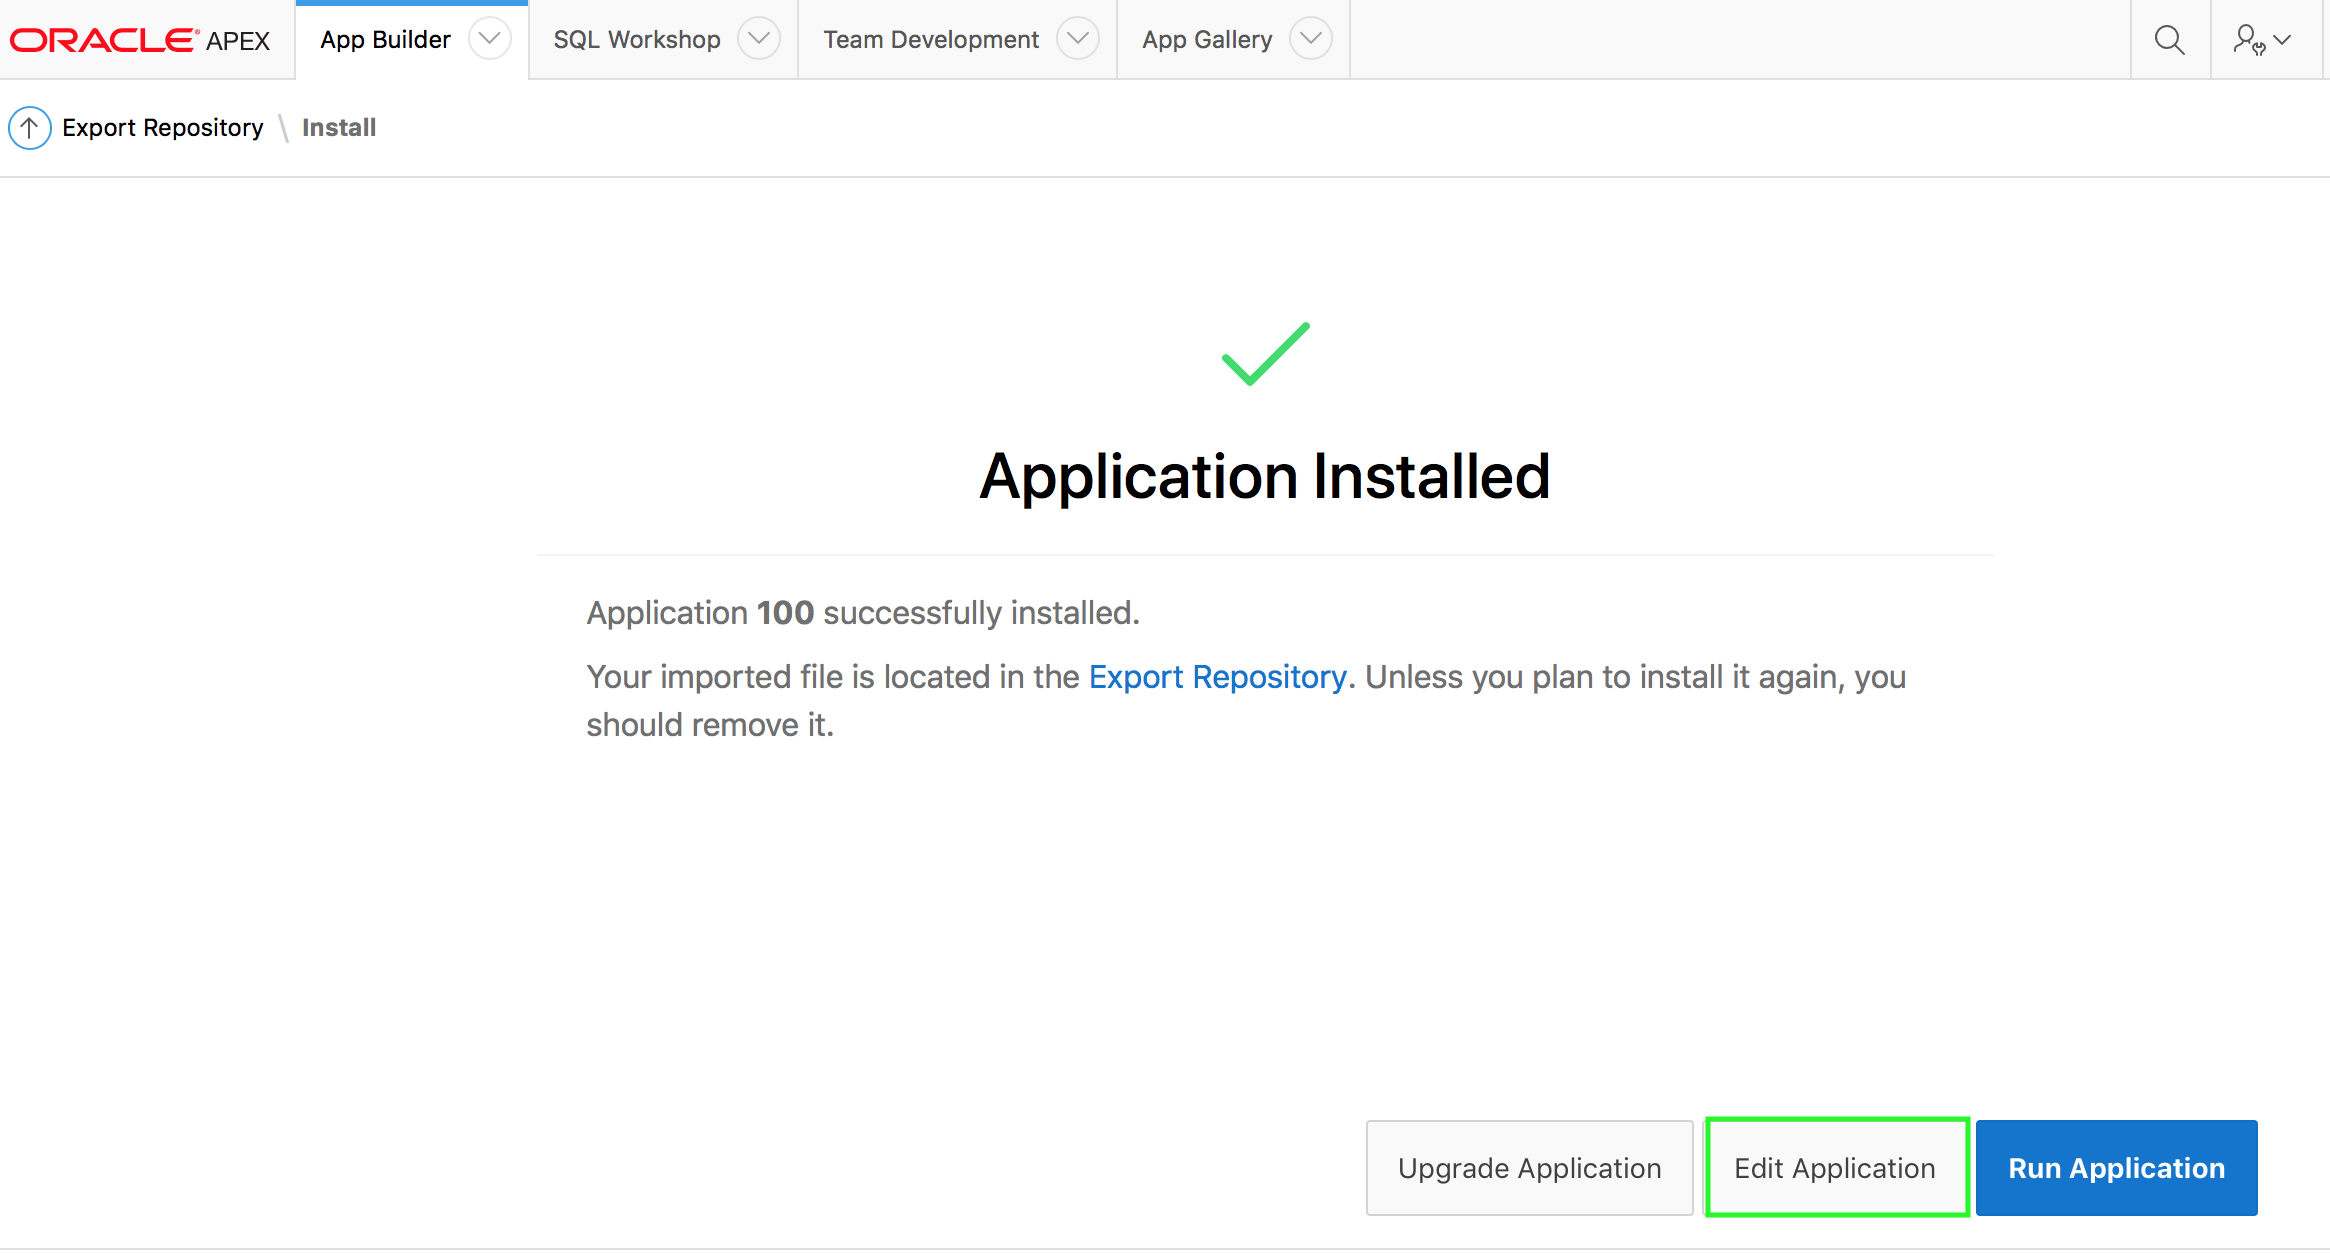 ORACLE® APEX App Builder SQL Workshop Team Development App Gallery
Export Repository \ Install
Application Installed
Application 100 successfully installed.
Your imported file is located in the Export Repository. Unless you plan to install it again, you
should remove it.
Upgrade Application Edit Application Run Application